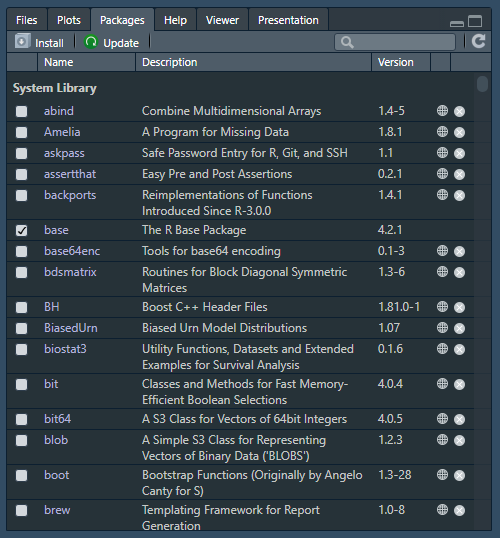 Files Plots Packages Help Viewer Presentation
Install Update
Name Description Version
System Library
abind Combine Multidimensional Arrays 1.4-5
Amelia A Program for Missing Data 1.8.1
askpass Safe Password Entry for R, Git, and SSH 1.1
assertthat Easy Pre and Post Assertions 0.2.1
backports Reimplementations of Functions 1.4.1
Introduced Since R-3.0.0
base The R Base Package 4.2.1
base64enc Tools for base64 encoding 0.1-3
bdsmatrix Routines for Block Diagonal Symmetric 1.3-6
Matrices
BH Boost C++ Header Files 1.81.0-1
BiasedUrn Biased Urn Model Distributions 1.07
biostat3 Utility Functions, Datasets and Extended 0.1.6
Examples for Survival Analysis
bit Classes and Methods for Fast Memory- 4.0.4
Efficient Boolean Selections
bit64 A S3 Class for Vectors of 64bit Integers 4.0.5
blob A Simple S3 Class for Representing 1.2.3
Vectors of Binary Data ('BLOBS')
boot Bootstrap Functions (Originally by Angelo 1.3-28
Canty for S)
brew Templating Framework for Report 1.0-8
Generation